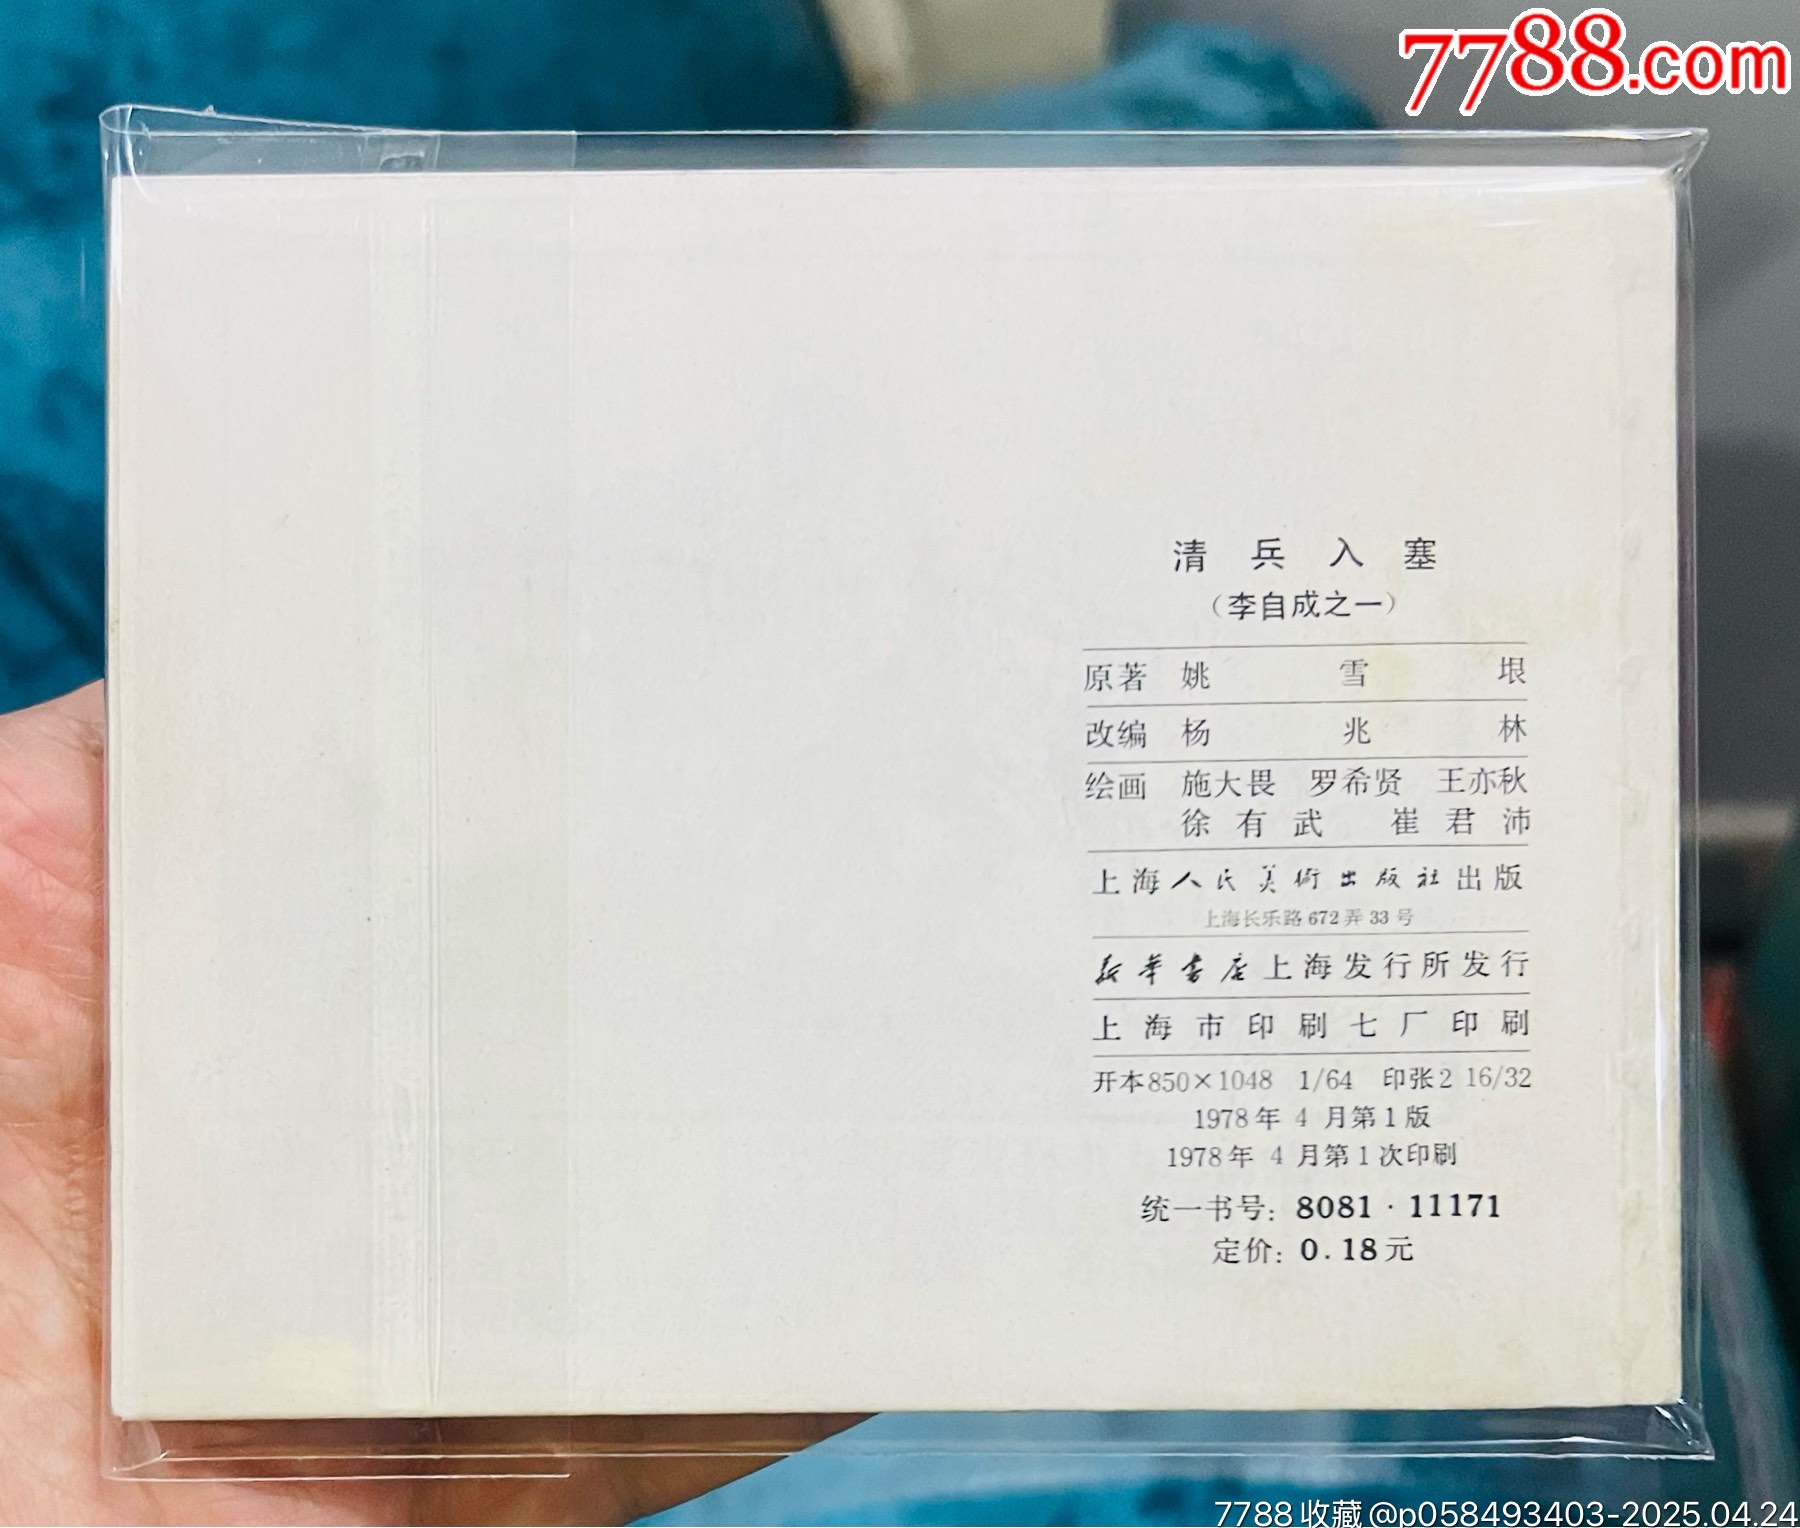 7788.com
清兵入塞
（李自成之一）
原著 姚雪垠
改编 杨兆林
绘画 施大畏 罗希贤 王亦秋
徐有武 崔君沛
上海人民美術出版社出版
上海长乐路672弄33号
新华书店上海发行所发行
上海市印刷七厂印刷
开本850×1048 1/64 印张2 16/32
1978年4月第1版
1978年4月第1次印刷
统一书号：8081·11171
定价：0.18元
7788收藏@p058493403-2025.04.24